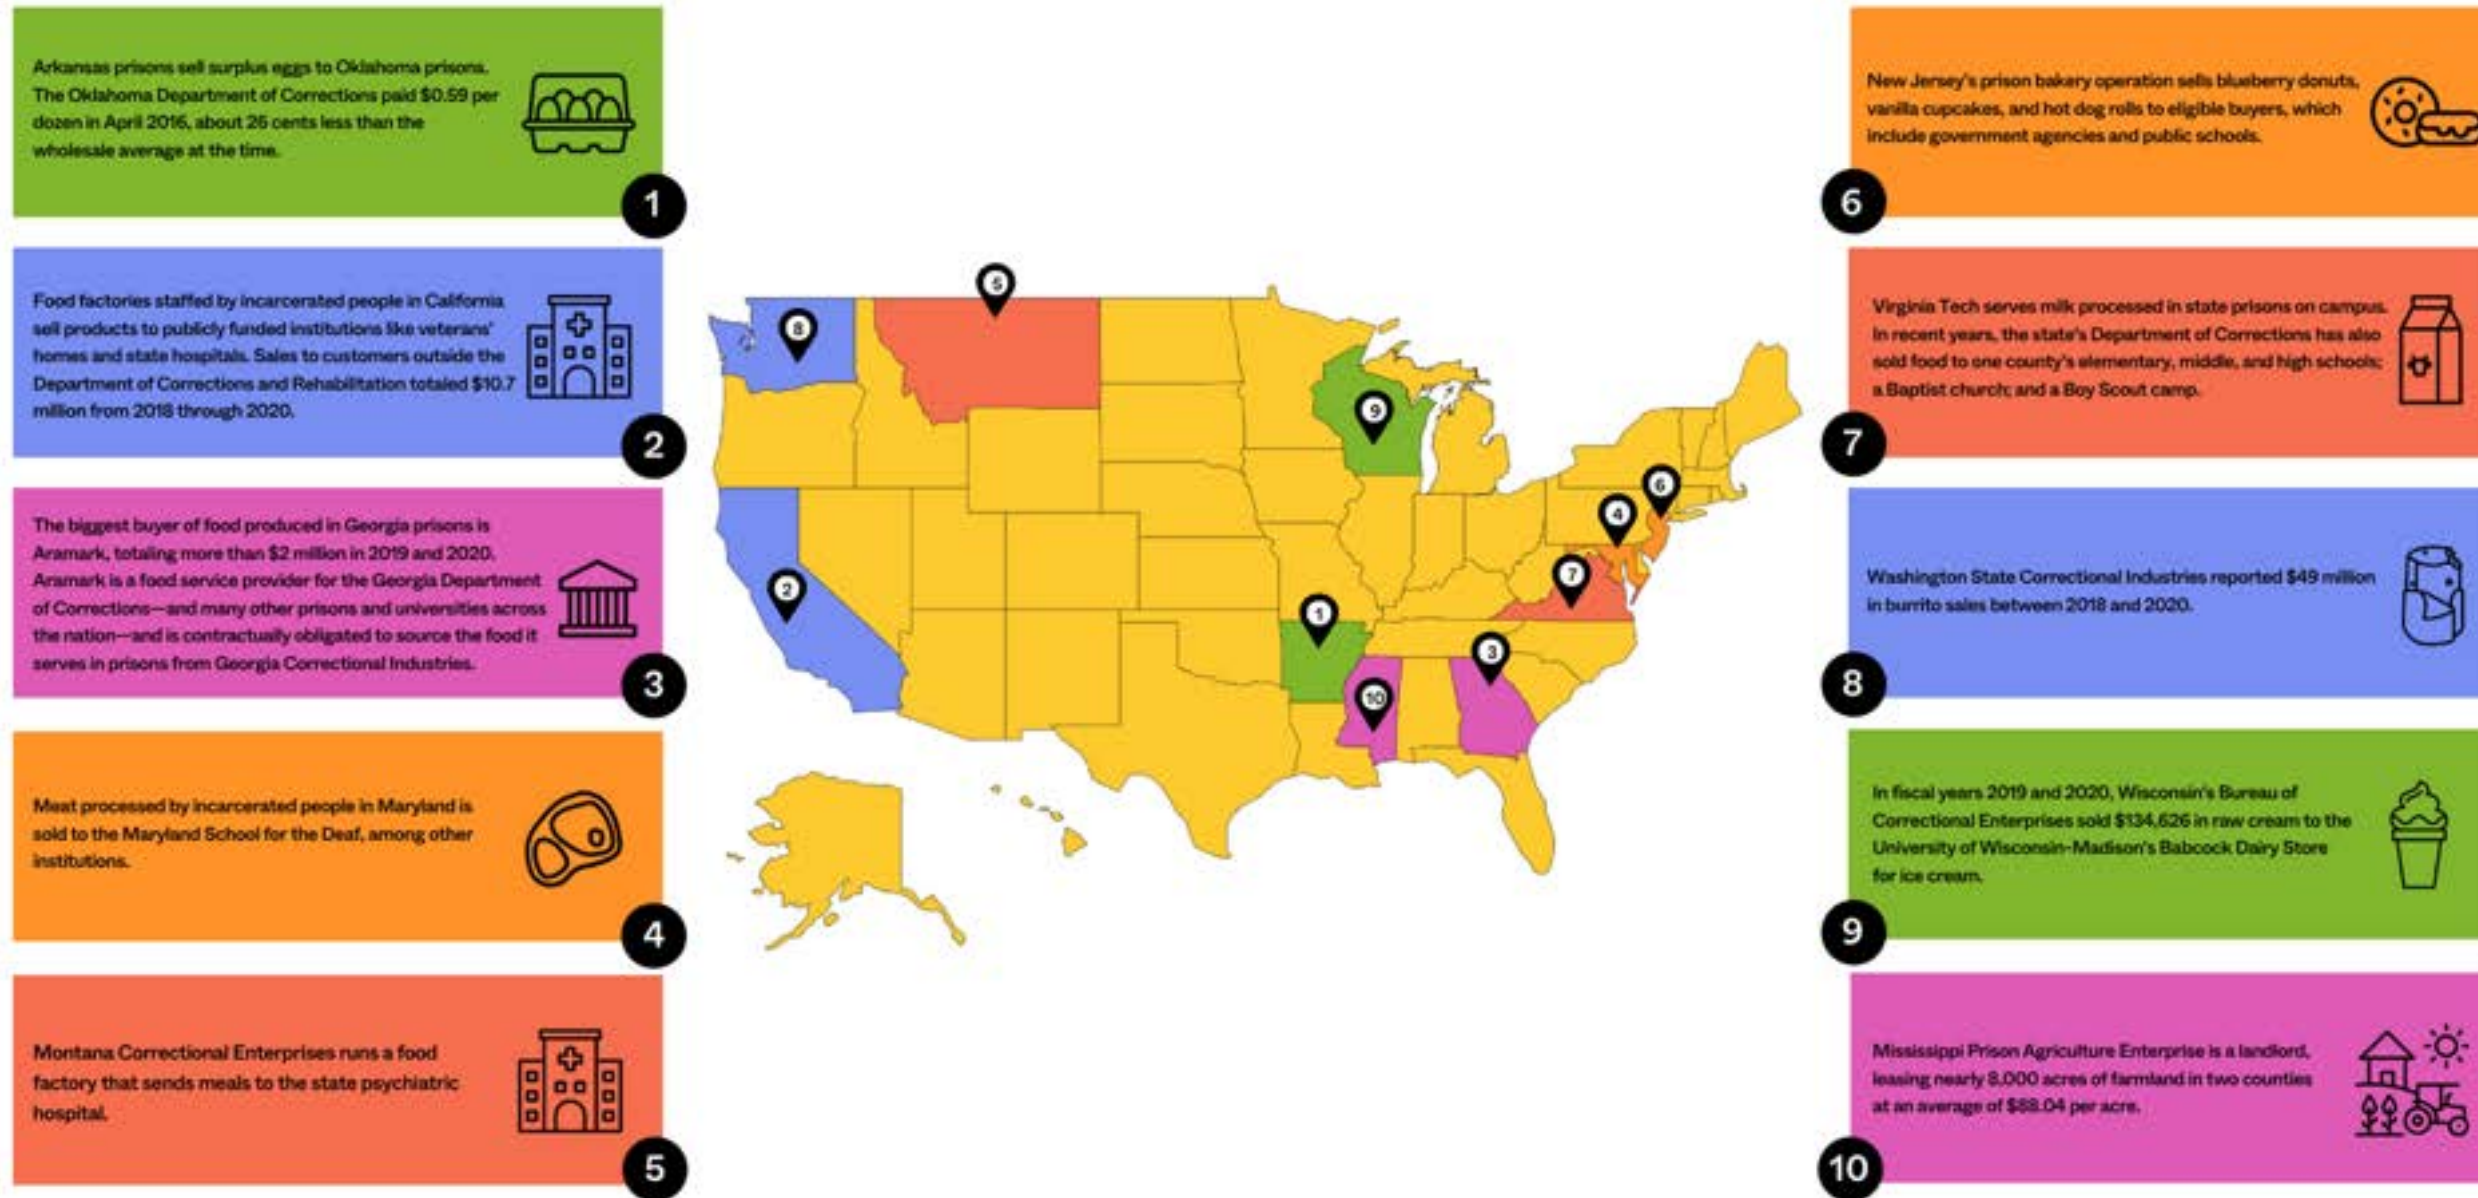 Arkansas prisons sell surplus eggs to Oklahoma prisons.
The Oklahoma Department of Corrections paid $0.59 per
dozen in April 2016, about 26 cents less than the
wholesale average at the time.
1
Food factories staffed by incarcerated people in California
sell products to publicly funded institutions like veterans'
homes and state hospitals. Sales to customers outside the
Department of Corrections and Rehabilitation totaled $10.7
million from 2018 through 2020.
2
The biggest buyer of food produced in Georgia prisons is
Aramark, totaling more than $2 million in 2019 and 2020.
Aramark is a food service provider for the Georgia Department
of Corrections—and many other prisons and universities across
the nation—and is contractually obligated to source the food it
serves in prisons from Georgia Correctional Industries.
3
Meat processed by incarcerated people in Maryland is
sold to the Maryland School for the Deaf, among other
institutions.
4
Montana Correctional Enterprises runs a food
factory that sends meals to the state psychiatric
hospital.
5
5
8
9
6
4
7
2
1
3
10
New Jersey's prison bakery operation sells blueberry donuts,
vanilla cupcakes, and hot dog rolls to eligible buyers, which
include government agencies and public schools.
6
Virginia Tech serves milk processed in state prisons on campus.
In recent years, the state's Department of Corrections has also
sold food to one county's elementary, middle, and high schools;
a Baptist church; and a Boy Scout camp.
7
Washington State Correctional Industries reported $49 million
in burrito sales between 2018 and 2020.
8
In fiscal years 2019 and 2020, Wisconsin's Bureau of
Correctional Enterprises sold $134,626 in raw cream to the
University of Wisconsin-Madison's Babcock Dairy Store
for ice cream.
9
Mississippi Prison Agriculture Enterprise is a landlord,
leasing nearly 8,000 acres of farmland in two counties
at an average of $88.04 per acre.
10